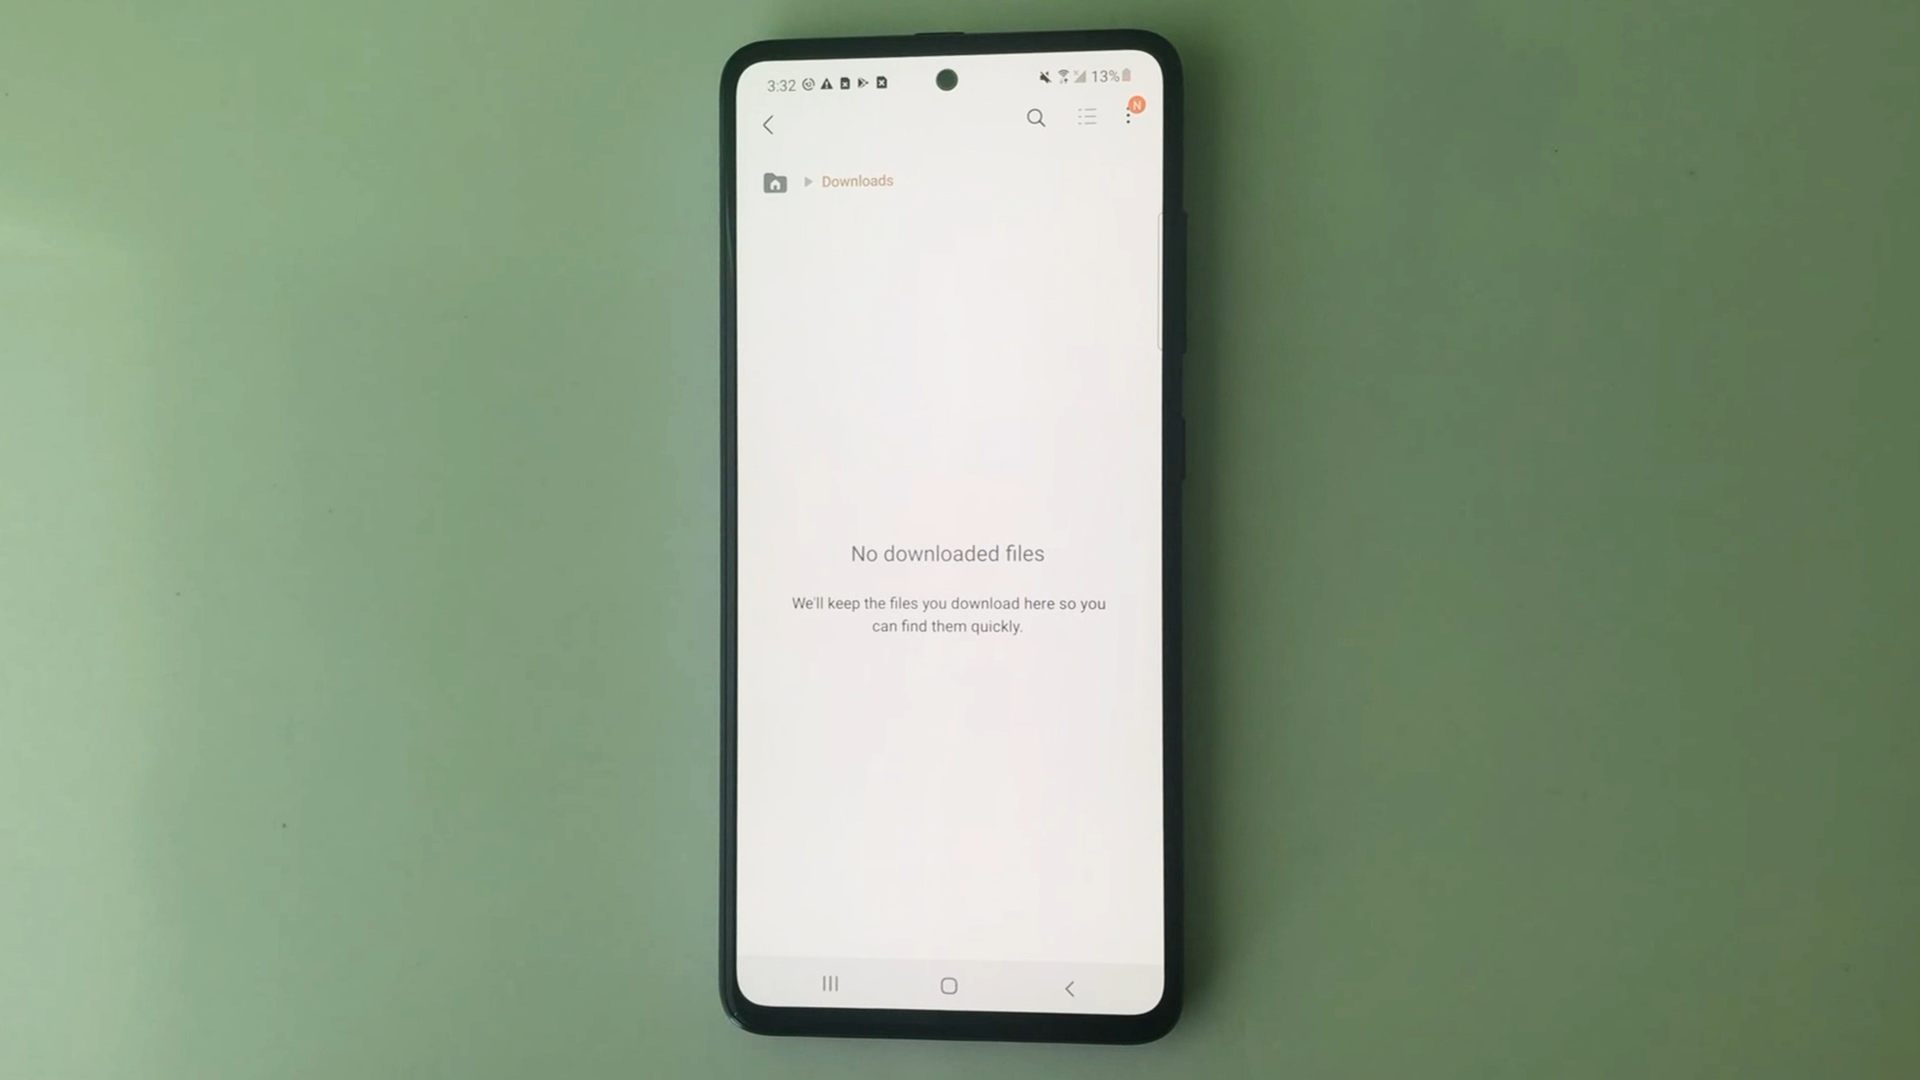 3:32 13%
N
Downloads
No downloaded files
We'll keep the files you download here so you
can find them quickly.